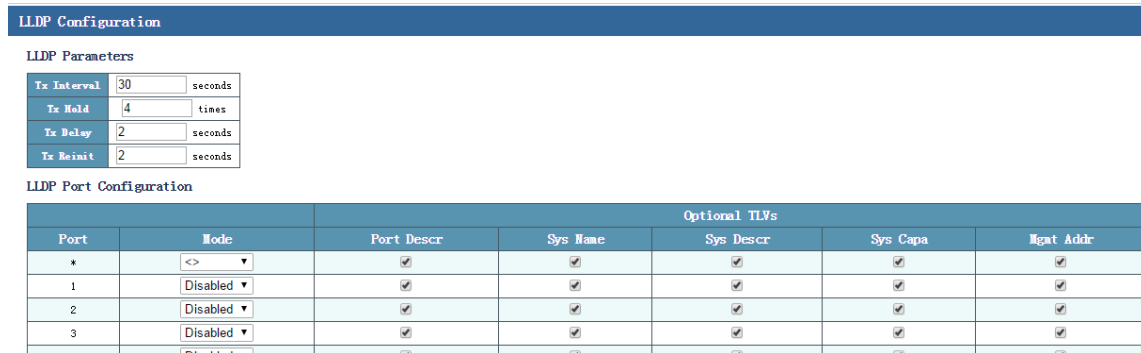 LLDP Configuration
LLDP Parameters
Tx Interval 30 seconds
Tx Hold 4 times
Tx Delay 2 seconds
Tx Reinit 2 seconds
LLDP Port Configuration
Optional TLVs
Port Mode Port Descr Sys Name Sys Descr Sys Capa Mgmt Addr
* <>
1 Disabled
2 Disabled
3 Disabled